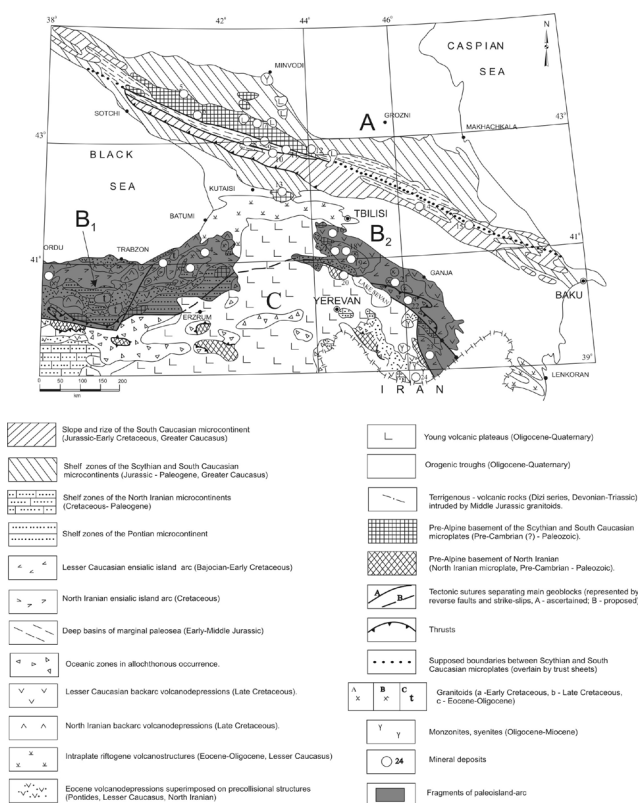 38°
42°
44°
46°
N
CASPIAN
SEA
MINVODI
A
GROZNI
SOTCHI
MAKHACHKALA
43°
43°
BLACK
SEA
KUTAISI
BATUMI
TBILISI
B1
B2
ORDU
TRABZON
41°
41°
GANJA
LAKE SEVAN
BAKU
C
YEREVAN
ERZRUM
39°
LENKORAN
0 50 100 150 200
km
I R A N
Slope and rize of the South Caucasian microcontinent
(Jurassic-Early Cretaceous, Greater Caucasus)
Shelf zones of the Scythian and South Caucasian
microcontinents (Jurassic - Paleogene, Greater Caucasus)
Shelf zones of the North Iranian microcontinents
(Cretaceous- Paleogene)
Shelf zones of the Pontian microcontinent
Lesser Caucasian ensialic island arc (Bajocian-Early Cretaceous)
North Iranian ensialic island arc (Cretaceous)
Deep basins of marginal paleosea (Early-Middle Jurassic)
Oceanic zones in allochthonous occurrence.
Lesser Caucasian backarc volcanodepressions (Late Cretaceous).
North Iranian backarc volcanodepressions (Late Cretaceous).
Intraplate riftogene volcanostructures (Eocene-Oligocene, Lesser Caucasus)
Eocene volcanodepressions superimposed on precollisional structures
(Pontides, Lesser Caucasus, North Iranian)
Young volcanic plateaus (Oligocene-Quaternary)
Orogenic troughs (Oligocene-Quaternary)
Terrigenous - volcanic rocks (Dizi series, Devonian-Triassic)
intruded by Middle Jurassic granitoids.
Pre-Alpine basement of the Scythian and South Caucasian
microplates (Pre-Cambrian (?) - Paleozoic).
Pre-Alpine basement of North Iranian
(North Iranian microplate, Pre-Cambrian - Paleozoic).
A
B
Tectonic sutures separating main geoblocks (represented by
reverse faults and strike-slips, A - ascertained; B - proposed)
Thrusts
Supposed boundaries between Scythian and South
Caucasian microplates (overlain by trust sheets)
A B C
Granitoids (a -Early Cretaceous, b - Late Cretaceous,
c - Eocene-Oligocene)
Monzonites, syenites (Oligocene-Miocene)
24 Mineral deposits
Fragments of paleoisland-arc